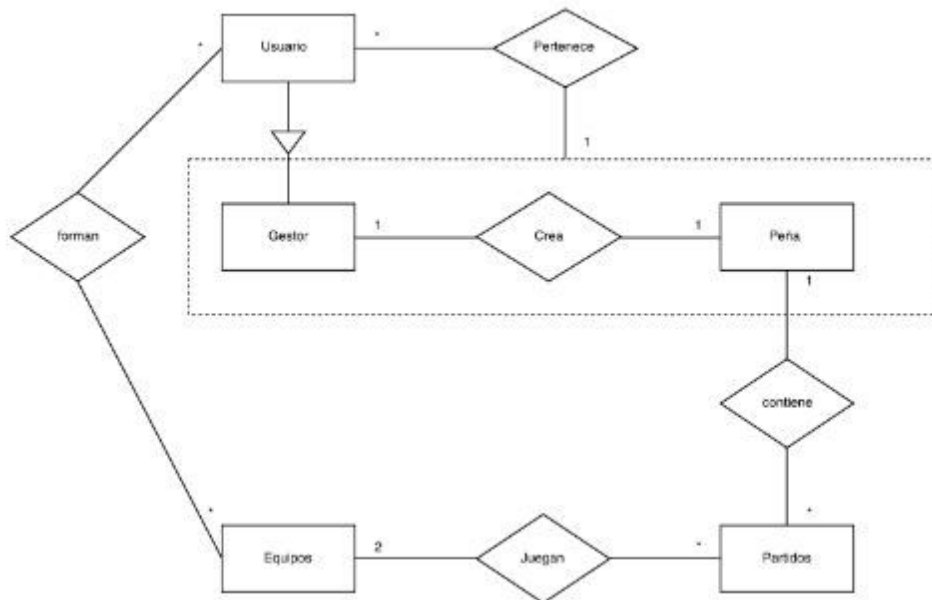 Usuario
*
Pertenece
*
1
forman
Gestor
1
Crea
1
Peña
1
contiene
*
*
Equipos
2
Juegan
*
Partidos